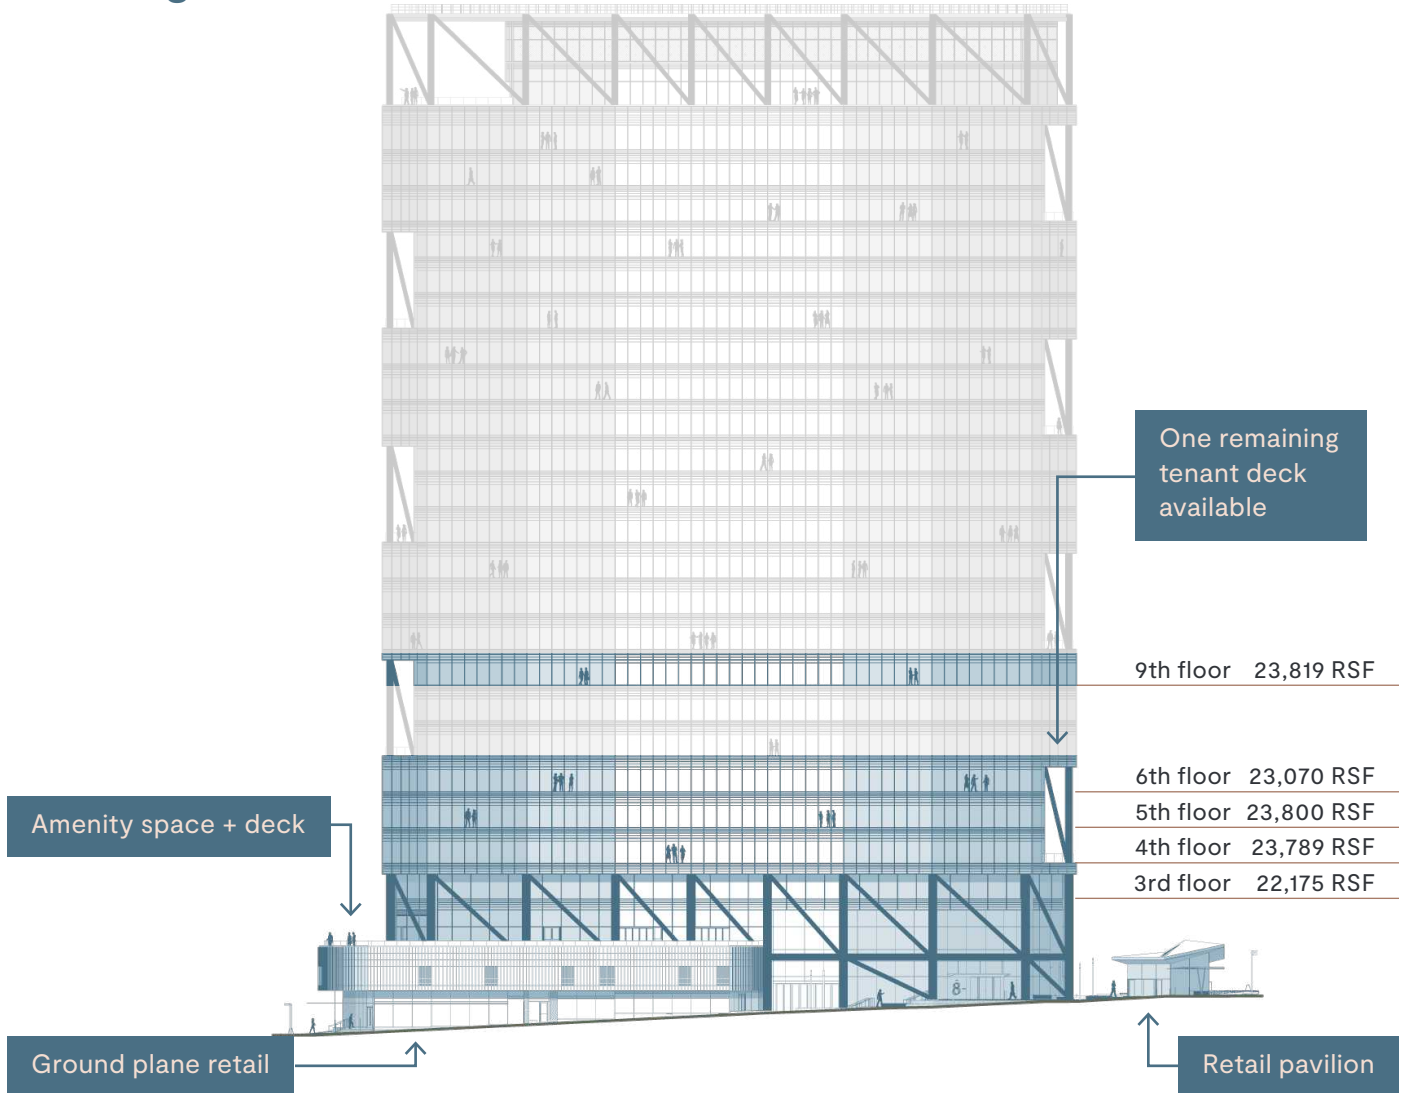 One remaining
tenant deck
available
9th floor 23,819 RSF
6th floor 23,070 RSF
5th floor 23,800 RSF
4th floor 23,789 RSF
3rd floor 22,175 RSF
Amenity space + deck
8
Ground plane retail
Retail pavilion